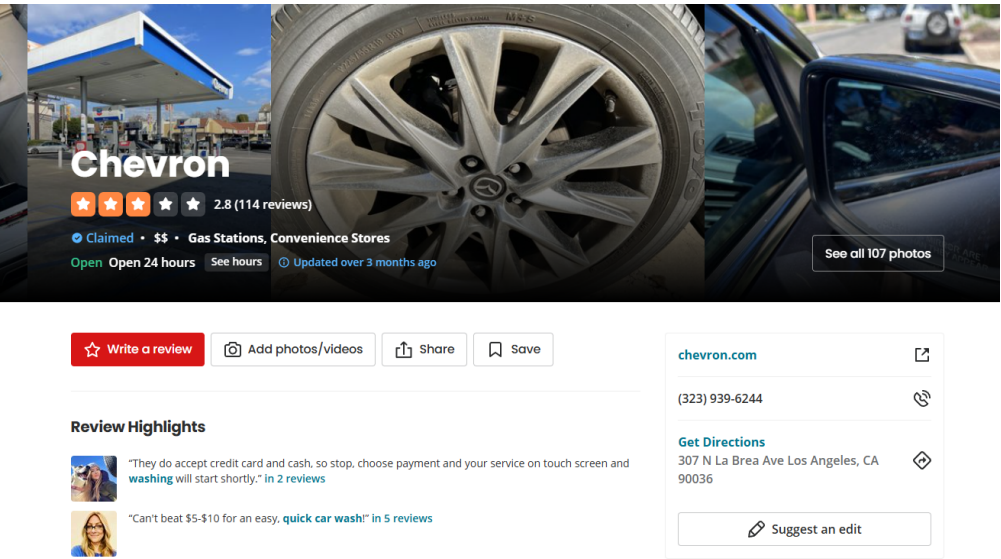 Chevron
2.8 (114 reviews)
Claimed • $$ • Gas Stations, Convenience Stores
Open Open 24 hours See hours Updated over 3 months ago
See all 107 photos
Write a review
Add photos/videos
Share
Save
Review Highlights
“They do accept credit card and cash, so stop, choose payment and your service on touch screen and
washing will start shortly.” in 2 reviews
“Can't beat $5-$10 for an easy, quick car wash!” in 5 reviews
chevron.com
(323) 939-6244
Get Directions
307 N La Brea Ave Los Angeles, CA
90036
Suggest an edit